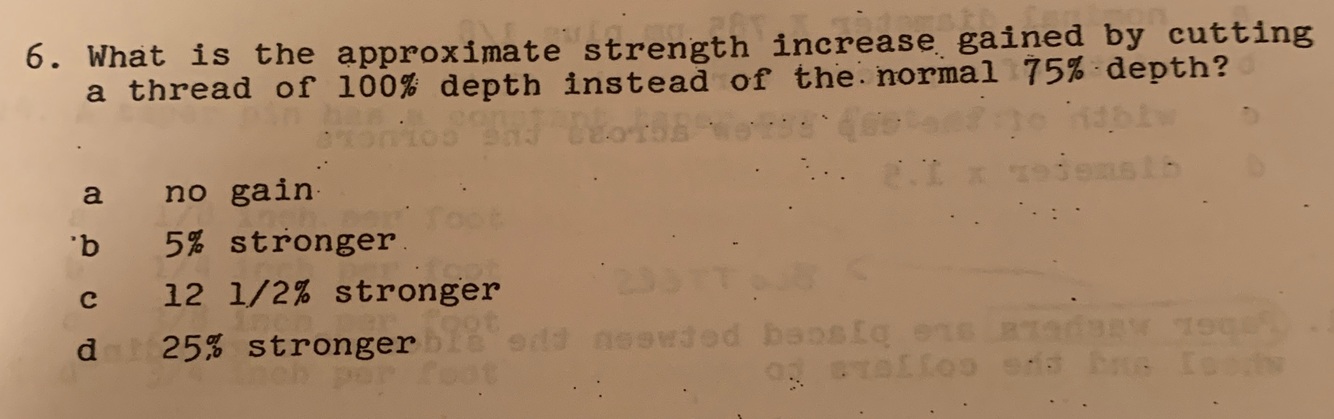 6. What is the approximate strength increase gained by cutting
a thread of 100% depth instead of the normal 75% depth?
a no gain
b 5% stronger
c 12 1/2% stronger
d 25% stronger